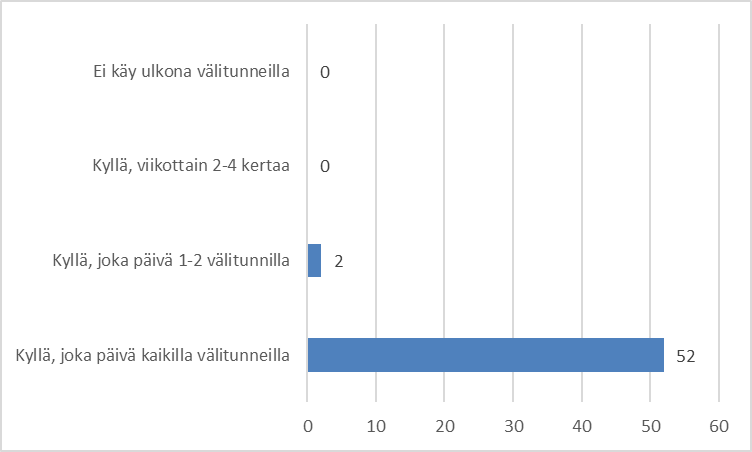 Ei käy ulkona välitunneilla
0
Kyllä, viikottain 2-4 kertaa
0
Kyllä, joka päivä 1-2 välitunnilla
2
Kyllä, joka päivä kaikilla välitunneilla
52
0 10 20 30 40 50 60